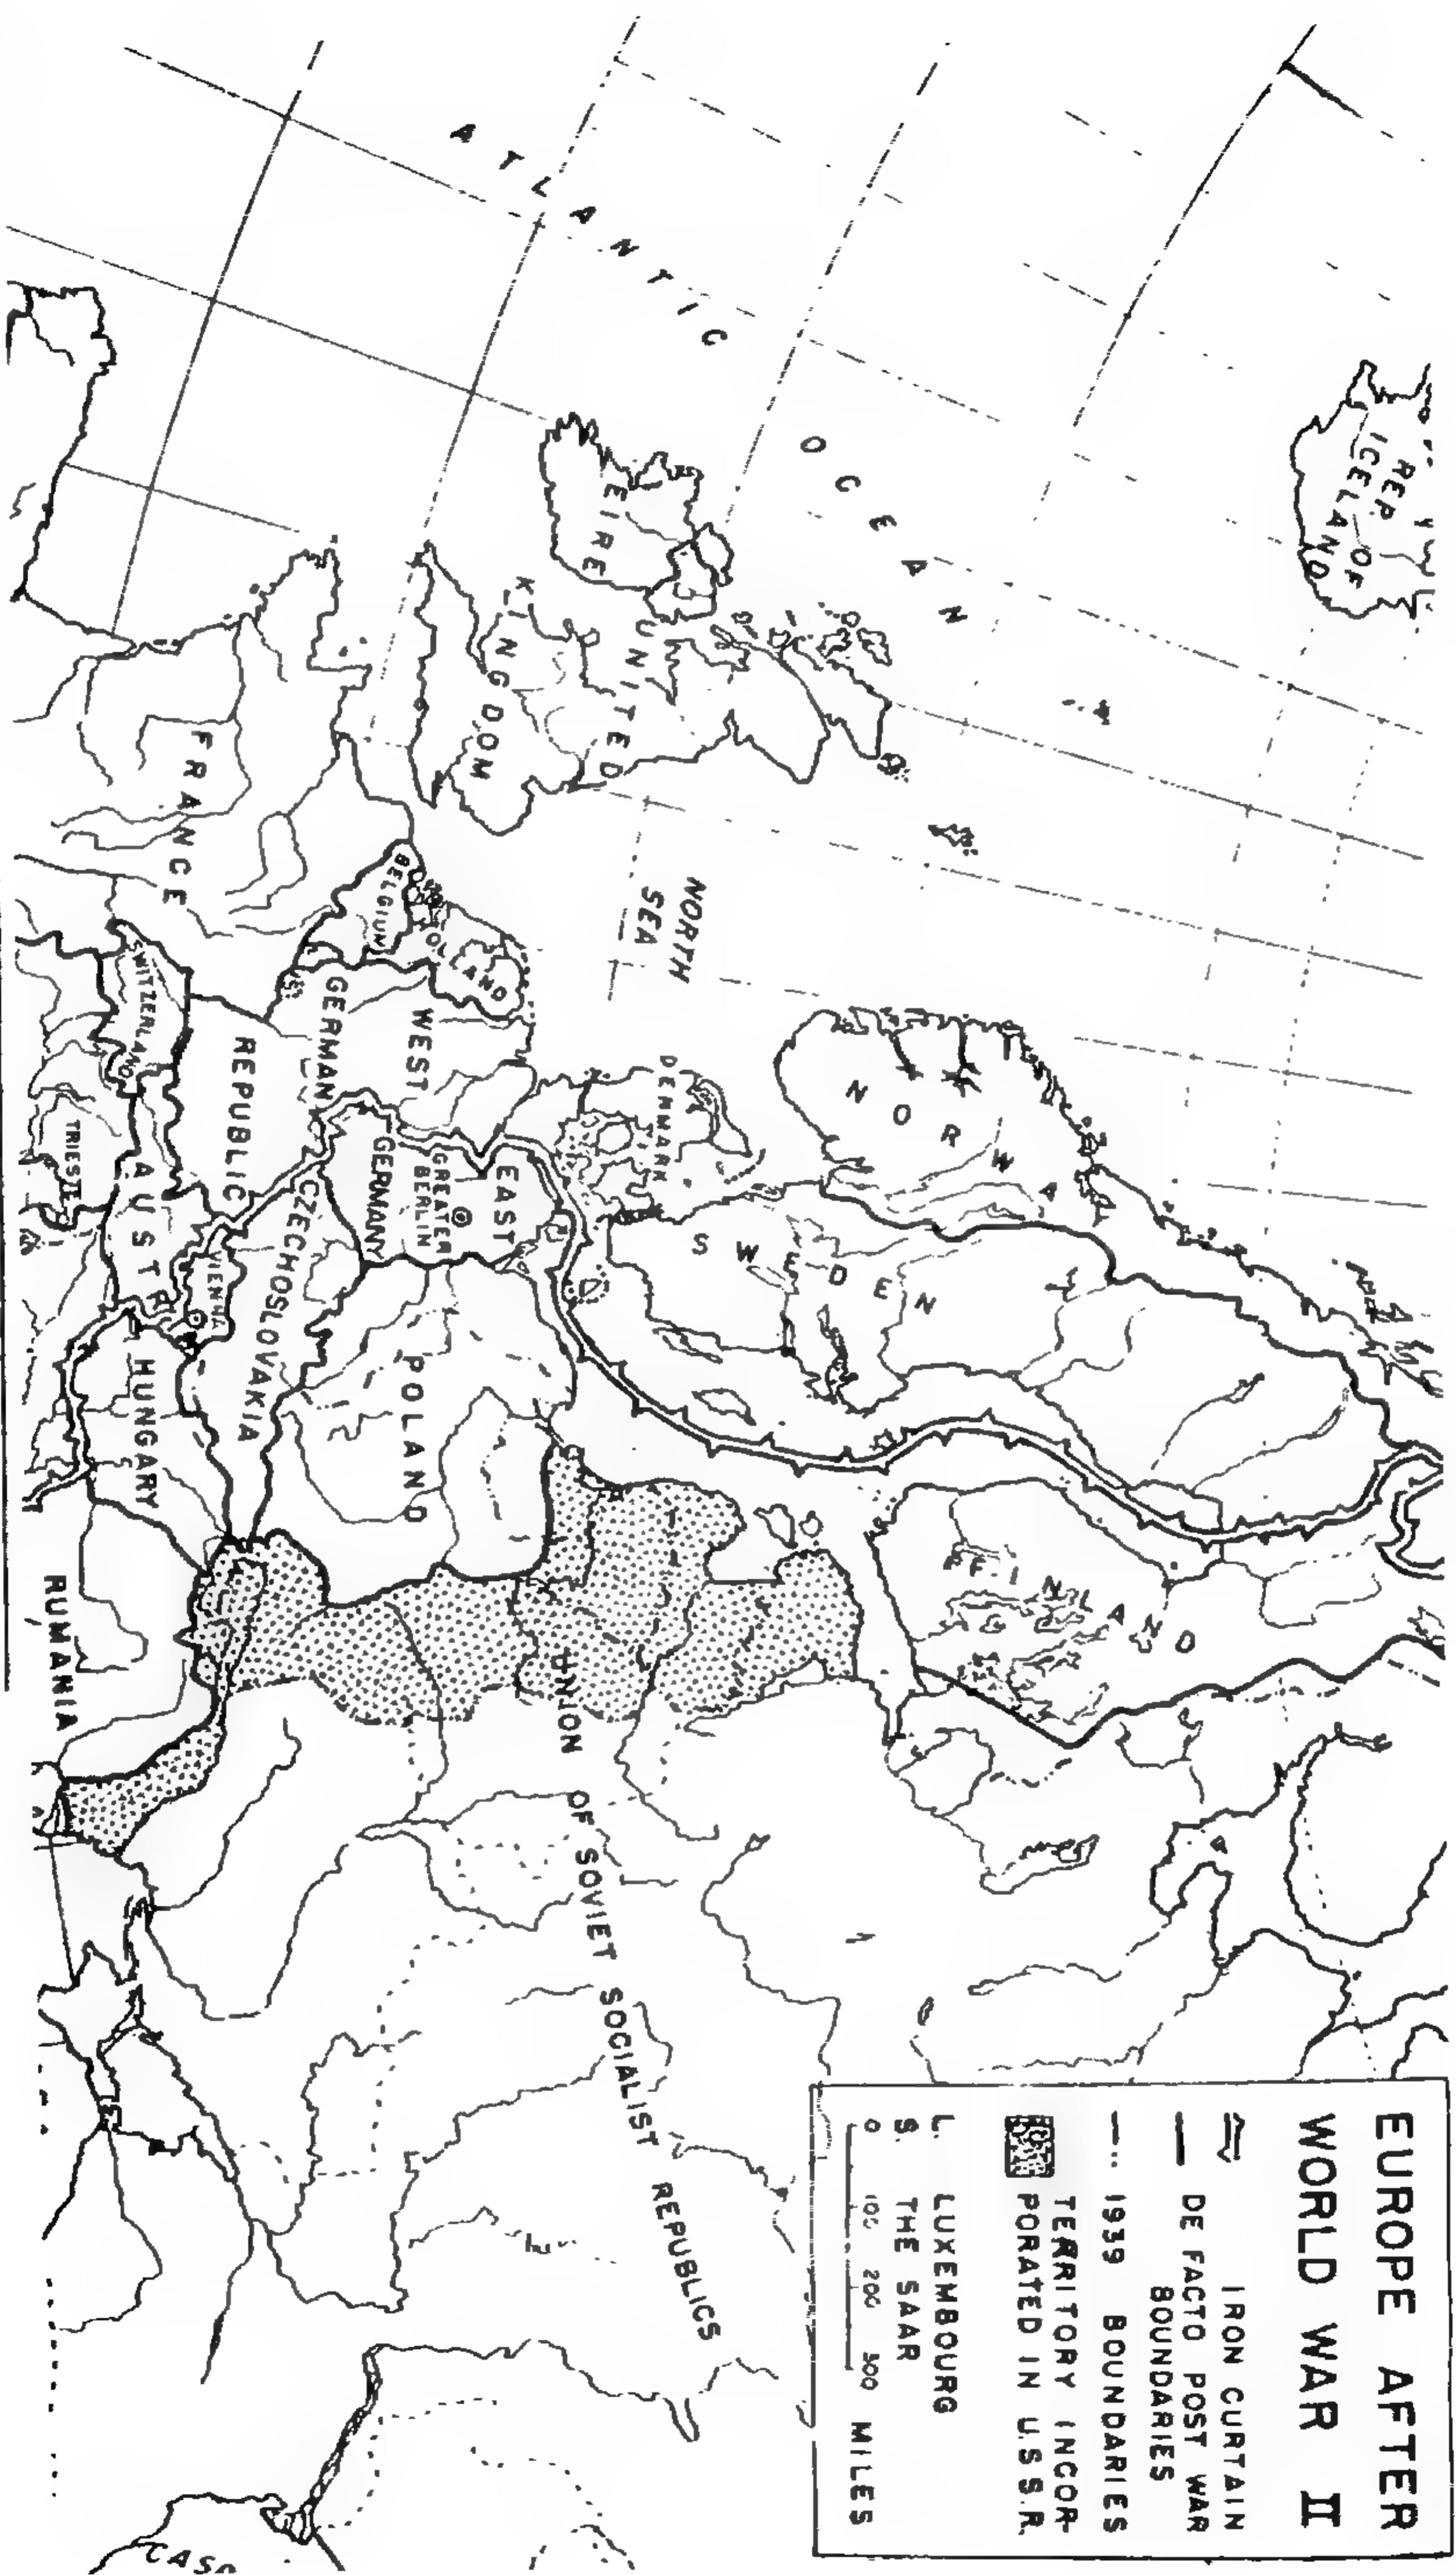 EUROPE AFTER
WORLD WAR II
IRON CURTAIN
DE FACTO POST WAR
BOUNDARIES
1939 BOUNDARIES
TERRITORY INCOR-
PORATED IN U.S.S.R.
L. LUXEMBOURG
S. THE SAAR
0 100 200 300 MILES
REP. OF
ICELAND
ATLANTIC
OCEAN
EIRE
UNITED
KINGDOM
NORTH
SEA
NORWAY
SWEDEN
FINLAND
DENMARK
HOLLAND
BELGIUM
FRANCE
SWITZERLAND
WEST
GERMAN
REPUBLIC
EAST
GERMANY
GREATER
BERLIN
POLAND
CZECHOSLOVAKIA
VIENNA
AUSTRIA
TRIESTE
HUNGARY
RUMANIA
UNION OF SOVIET SOCIALIST REPUBLICS
S